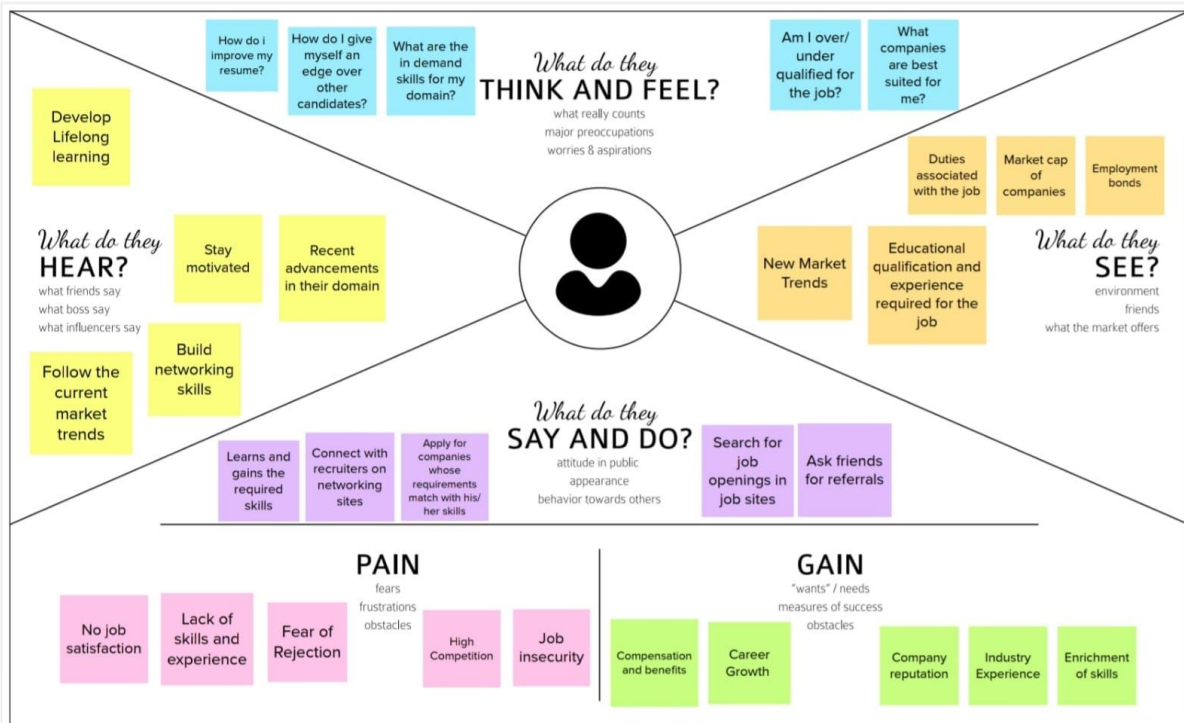 What do they
THINK AND FEEL?
what really counts
major preoccupations
worries & aspirations
How do i
improve my
resume?
How do I give
myself an
edge over
other
candidates?
What are the
in demand
skills for my
domain?
Am I over/
under
qualified for
the job?
What
companies
are best
suited for
me?
What do they
HEAR?
what friends say
what boss say
what influencers say
Develop
Lifelong
learning
Stay
motivated
Recent
advancements
in their domain
Build
networking
skills
Follow the
current
market
trends
What do they
SEE?
environment
friends
what the market offers
Duties
associated
with the job
Market cap
of
companies
Employment
bonds
New Market
Trends
Educational
qualification and
experience
required for the
job
What do they
SAY AND DO?
attitude in public
appearance
behavior towards others
Learns and
gains the
required
skills
Connect with
recruiters on
networking
sites
Apply for
companies
whose
requirements
match with his/
her skills
Search for
job
openings in
job sites
Ask friends
for referrals
PAIN
fears
frustrations
obstacles
No job
satisfaction
Lack of
skills and
experience
Fear of
Rejection
High
Competition
Job
insecurity
GAIN
"wants" / needs
measures of success
obstacles
Compensation
and benefits
Career
Growth
Company
reputation
Industry
Experience
Enrichment
of skills